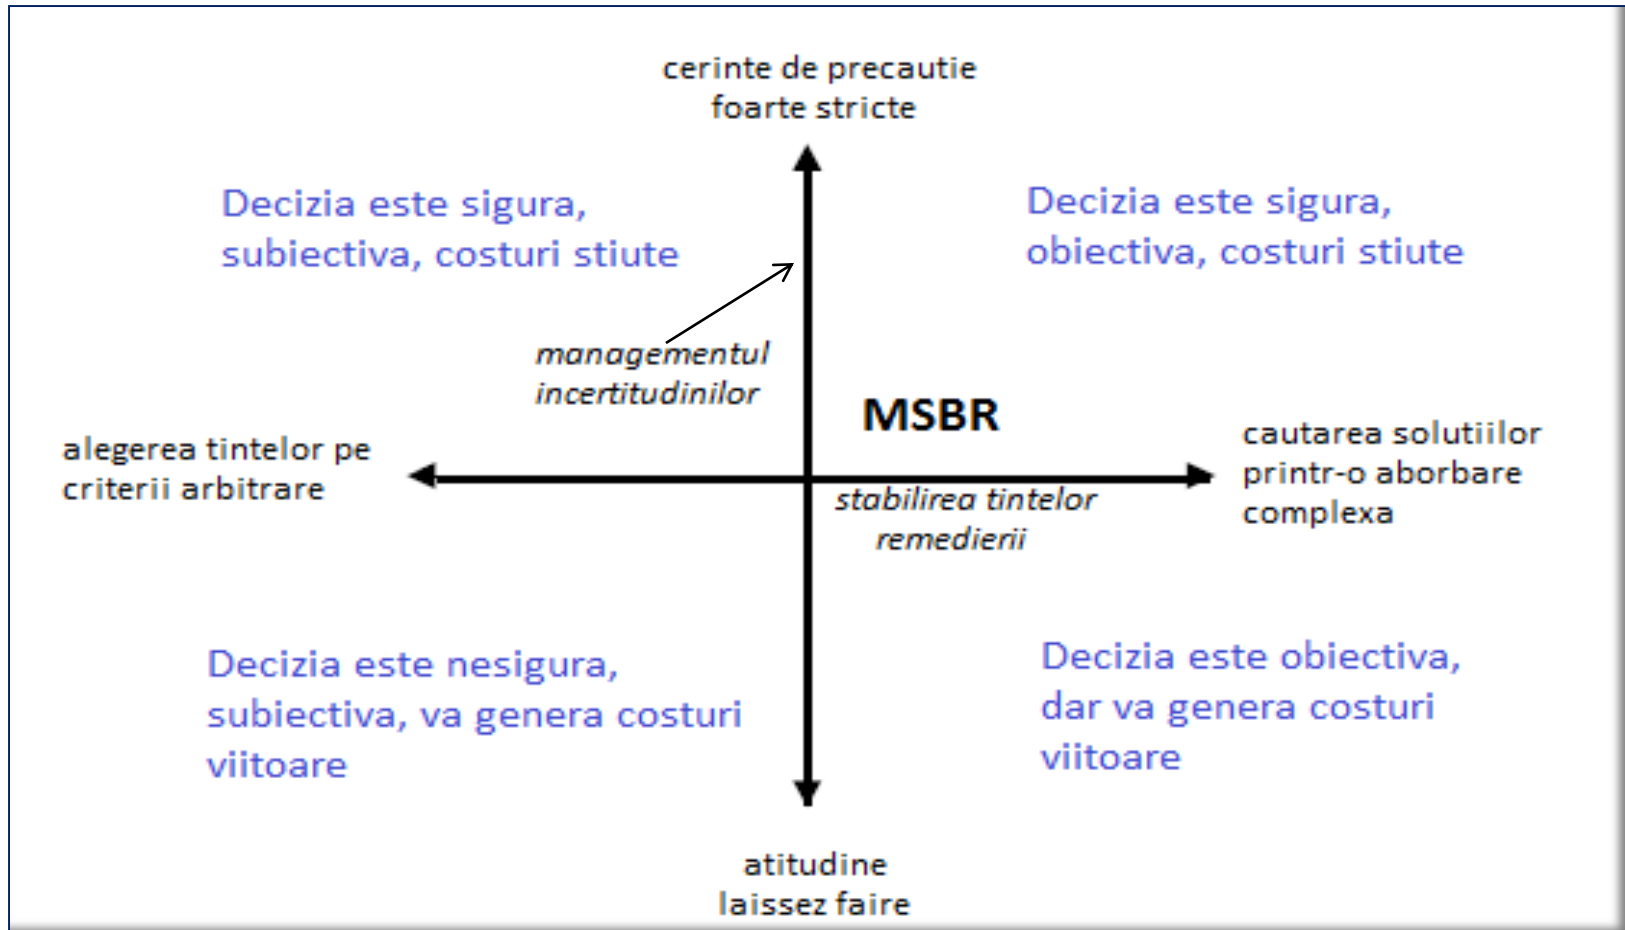 cerinte de precautie
foarte stricte
Decizia este sigura,
subiectiva, costuri stiute
Decizia este sigura,
obiectiva, costuri stiute
managementul
incertitudinilor
MSBR
alegerea tintelor pe
criterii arbitrare
cautarea solutiilor
printr-o aborbare
complexa
stabilirea tintelor
remedierii
Decizia este nesigura,
subiectiva, va genera costuri
viitoare
Decizia este obiectiva,
dar va genera costuri
viitoare
atitudine
laissez faire